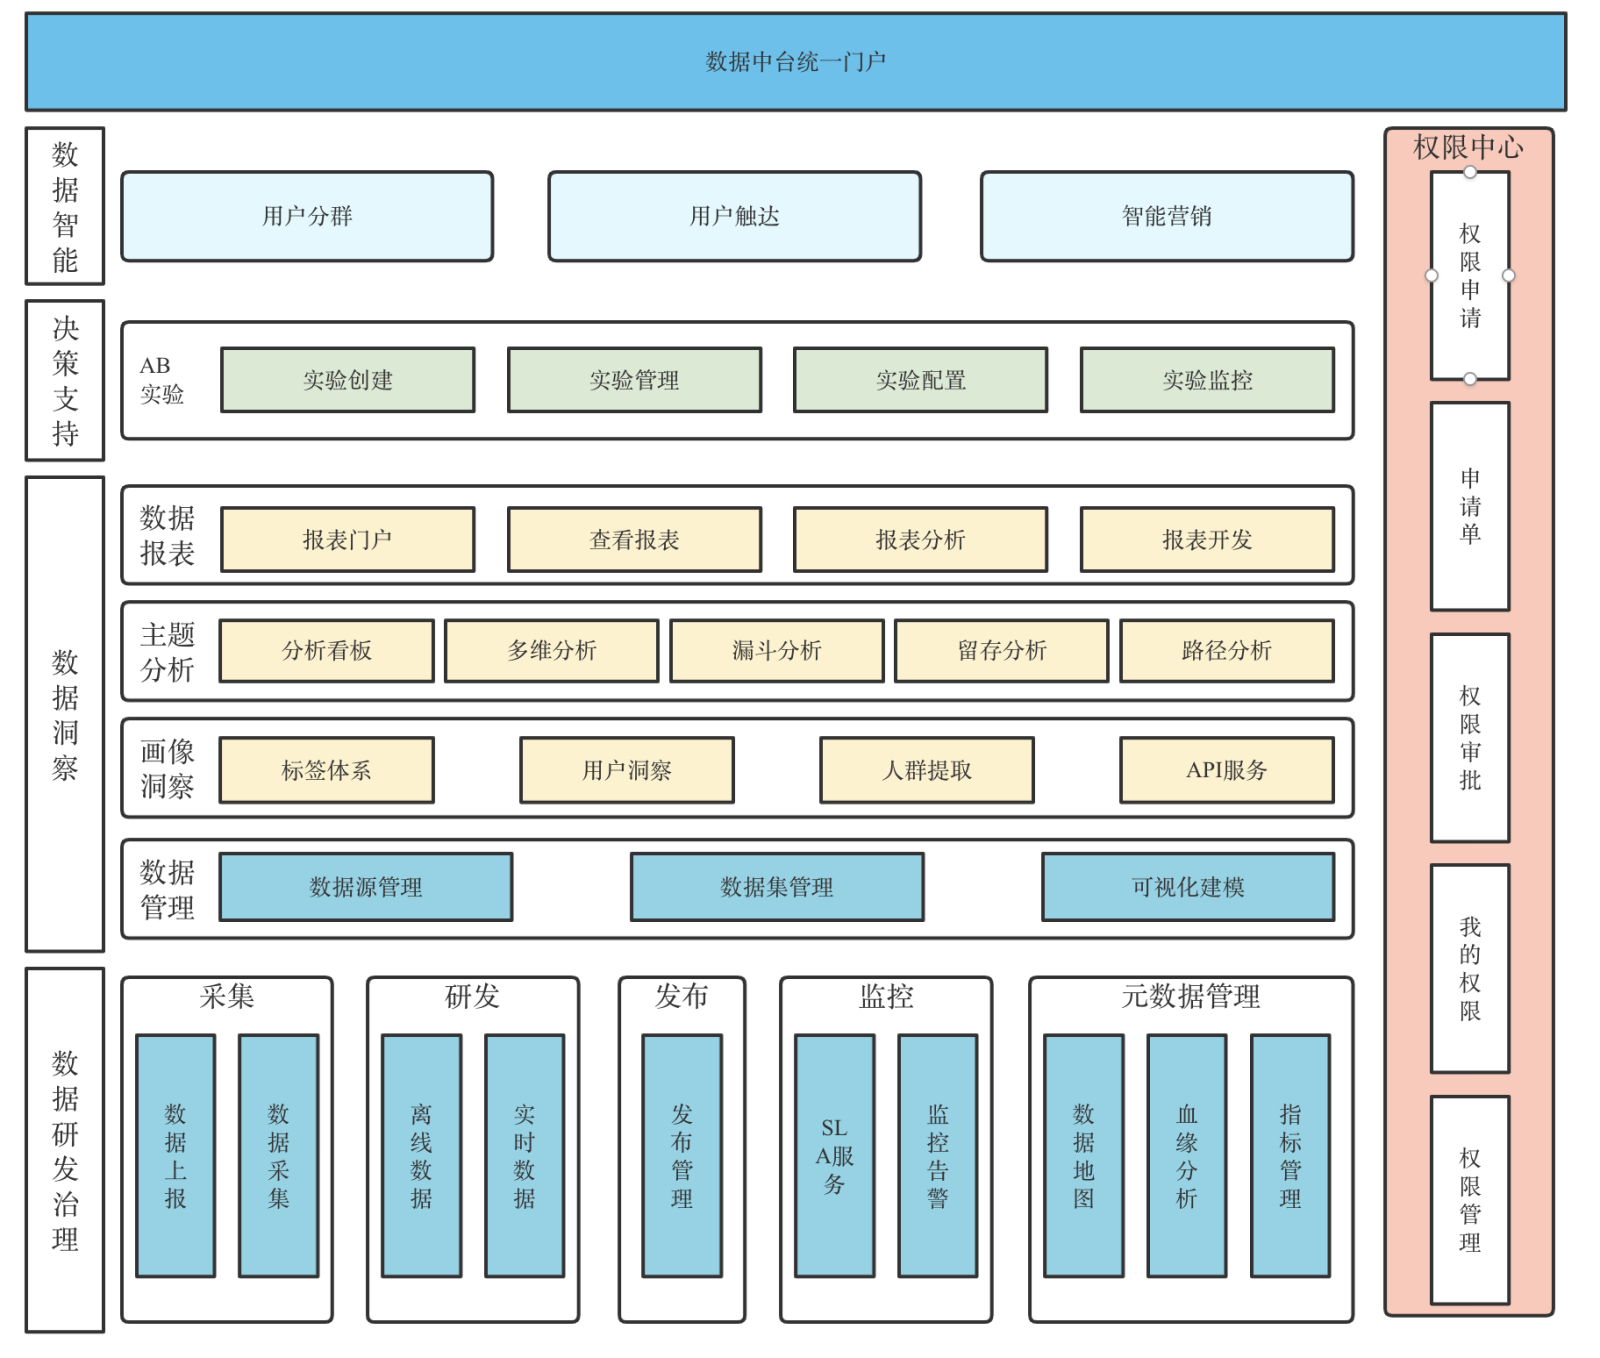 数据中台统一门户
数据智能
用户分群
用户触达
智能营销
决策支持
AB
实验
实验创建
实验管理
实验配置
实验监控
数据洞察
数据
报表
报表门户
查看报表
报表分析
报表开发
主题
分析
分析看板
多维分析
漏斗分析
留存分析
路径分析
画像
洞察
标签体系
用户洞察
人群提取
API服务
数据
管理
数据源管理
数据集管理
可视化建模
数据研发治理
采集
数据上报
数据采集
研发
离线数据
实时数据
发布
发布管理
监控
SL
A服
务
监控告警
元数据管理
数据地图
血缘分析
指标管理
权限中心
权限申请
申请单
权限审批
我的权限
权限管理